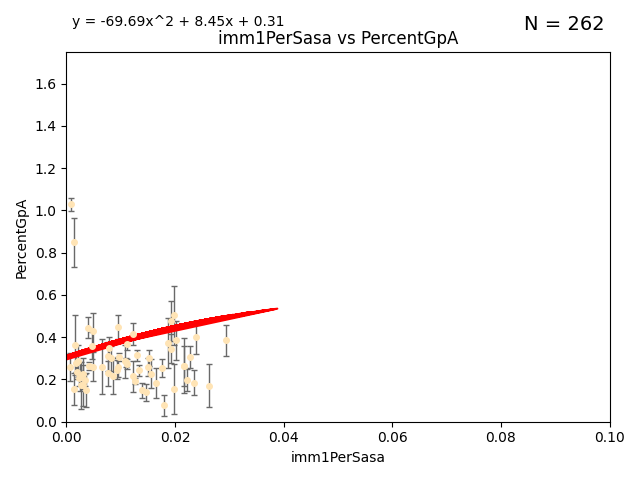 y = -69.69x^2 + 8.45x + 0.31
N = 262
imm1PerSasa vs PercentGpA
PercentGpA
1.6
1.4
1.2
1.0
0.8
0.6
0.4
0.2
0.0
0.00 0.02 0.04 0.06 0.08 0.10
imm1PerSasa